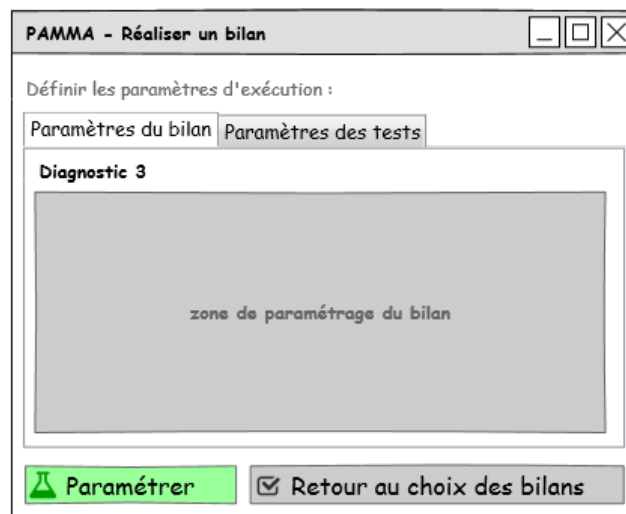 PAMMA - Réaliser un bilan
Définir les paramètres d'exécution :
Paramètres du bilan
Paramètres des tests
Diagnostic 3
zone de paramétrage du bilan
Paramétrer
Retour au choix des bilans